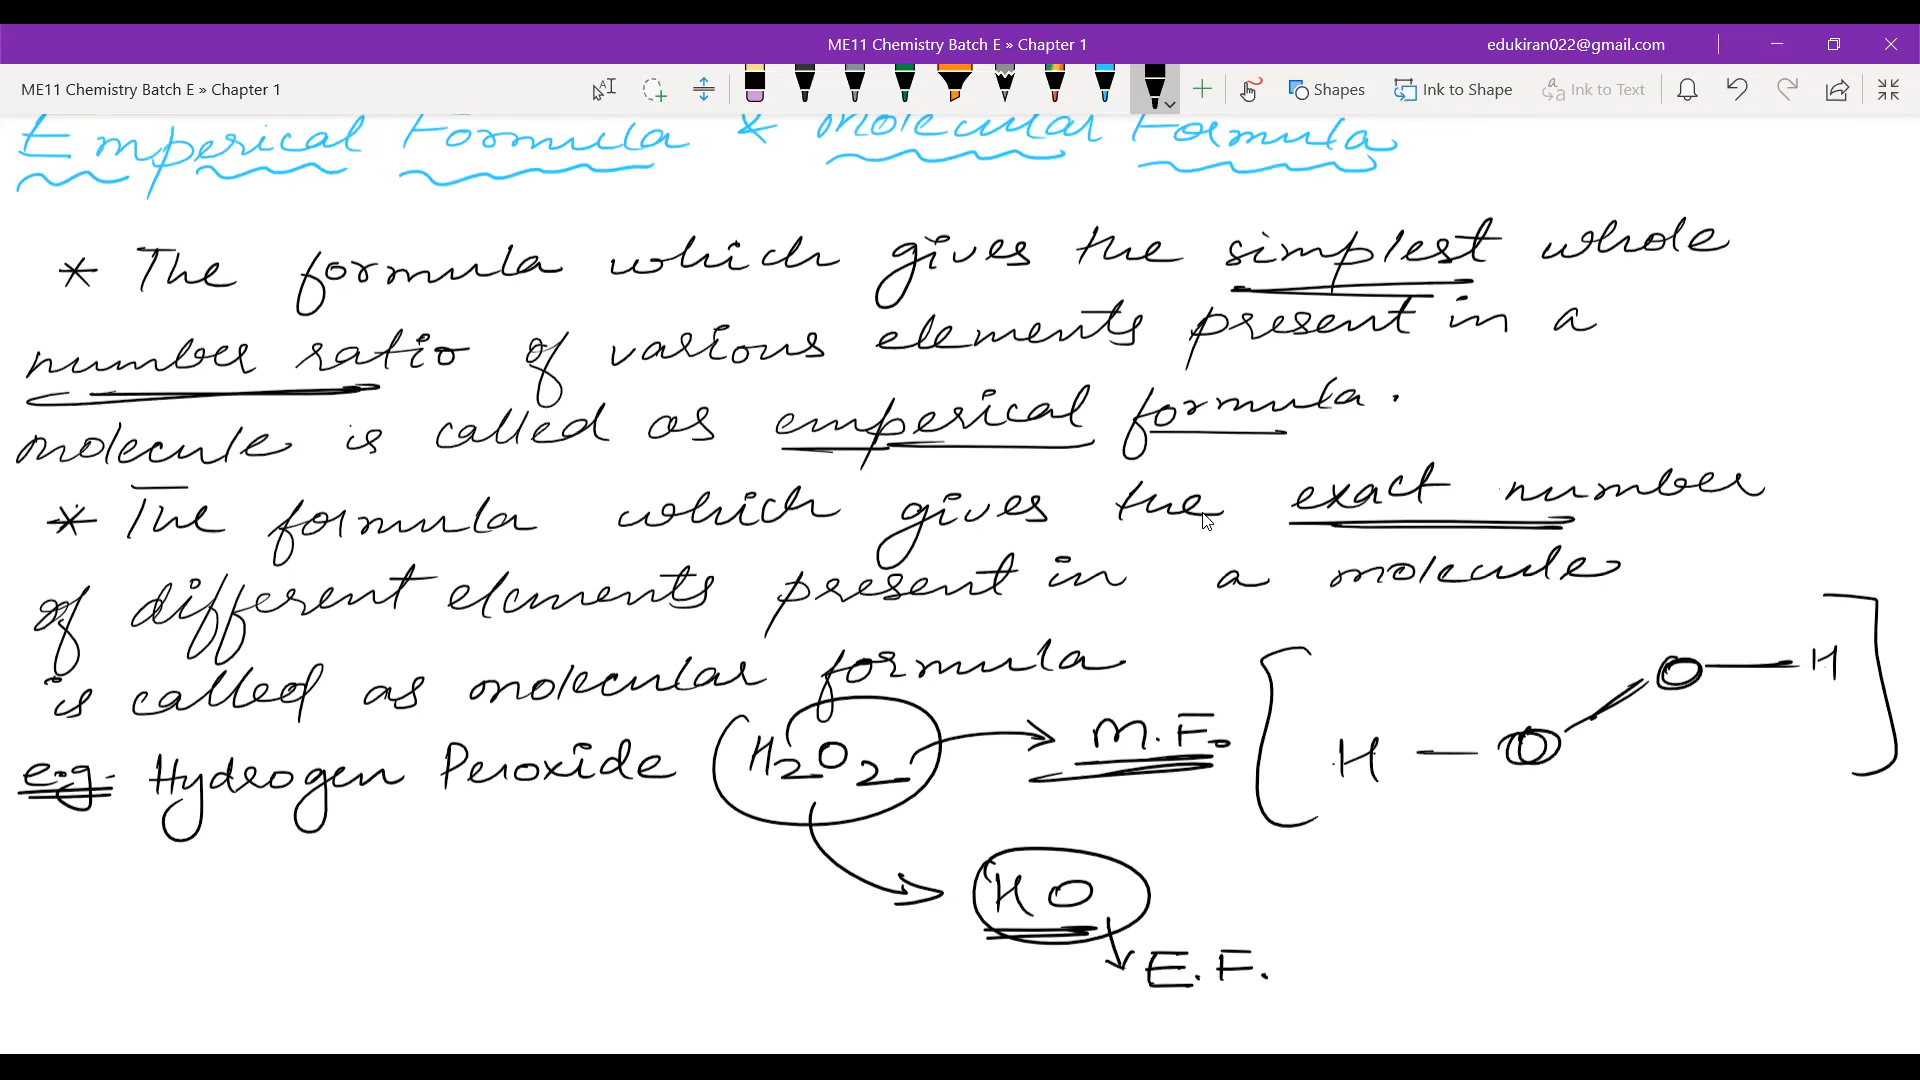 ME11 Chemistry Batch E » Chapter 1
edukiran022@gmail.com
ME11 Chemistry Batch E » Chapter 1
Shapes
Ink to Shape
Ink to Text
Emperical Formula & Molecular Formula
* The formula which gives the simplest whole
number ratio of various elements present in a
molecule is called as emperical formula.
* The formula which gives the exact number
of different elements present in a molecule
is called as molecular formula
e.g. Hydrogen Peroxide H2O2 M.F.
H — O — O — H
HO
E.F.